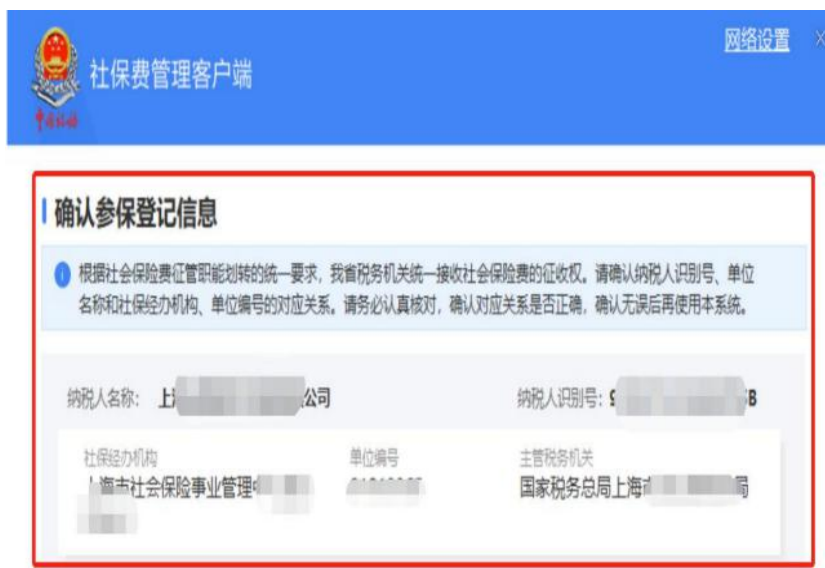 网络设置
社保费管理客户端
确认参保登记信息
根据社会保险费征管职能划转的统一要求,我省税务机关统一接收社会保险费的征收权。请确认纳税人识别号、单位
名称和社保经办机构、单位编号的对应关系。请务必认真核对,确认对应关系是否正确,确认无误后再使用本系统。
纳税人名称: 上 公司 纳税人识别号: 9 B
社保经办机构 单位编号 主管税务机关
市社会保险事业管理 国家税务总局上海 局